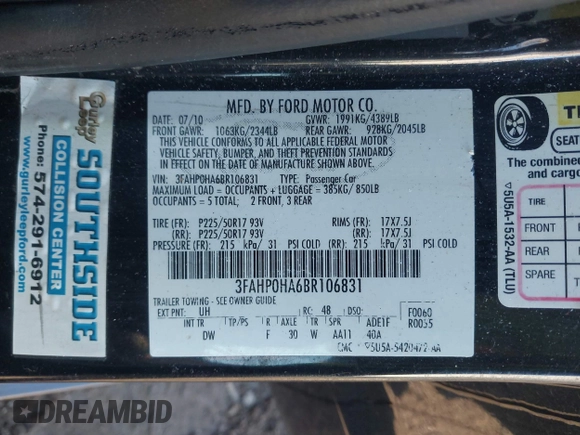 MFD. BY FORD MOTOR CO.
DATE: 07/10 GVWR: 1991KG/4389LB
FRONT GAWR: 1063KG/2344LB REAR GAWR: 928KG/2045LB
THIS VEHICLE CONFORMS TO ALL APPLICABLE FEDERAL MOTOR
VEHICLE SAFETY, BUMPER, AND THEFT PREVENTION STANDARDS
IN EFFECT ON THE DATE OF MANUFACTURE SHOWN ABOVE.
VIN: 3FAHP0HA6BR106831 TYPE: Passenger Car
MAXIMUM LOAD = OCCUPANTS + LUGGAGE = 385KG/ 850LB
OCCUPANTS = 5 TOTAL, 2 FRONT, 3 REAR
TIRE (FR): P225/50R17 93V RIMS (FR): 17X7.5J
(RR): P225/50R17 93V (RR): 17X7.5J
PRESSURE (FR): 215 kPa/ 31 PSI COLD (RR): 215 kPa/ 31 PSI COLD
3FAHP0HA6BR106831
TRAILER TOWING - SEE OWNER GUIDE
EXT PNT: UH RC: 48 DSO: F0060
R0055
INT TR TP/PS R AXLE TR SPR ADE1F
DW F 30 W AA11 40A
5U5A-5420472-AA
Gurley
Leep
SOUTHSIDE
COLLISION CENTER
Phone: 574-291-6912
www.gurleyleepford.com
TI
SEAT
The combined
and cargo
TIRE
FRONT
REAR
SPARE
5U5A-1532-AA (TLU)
DREAMBID